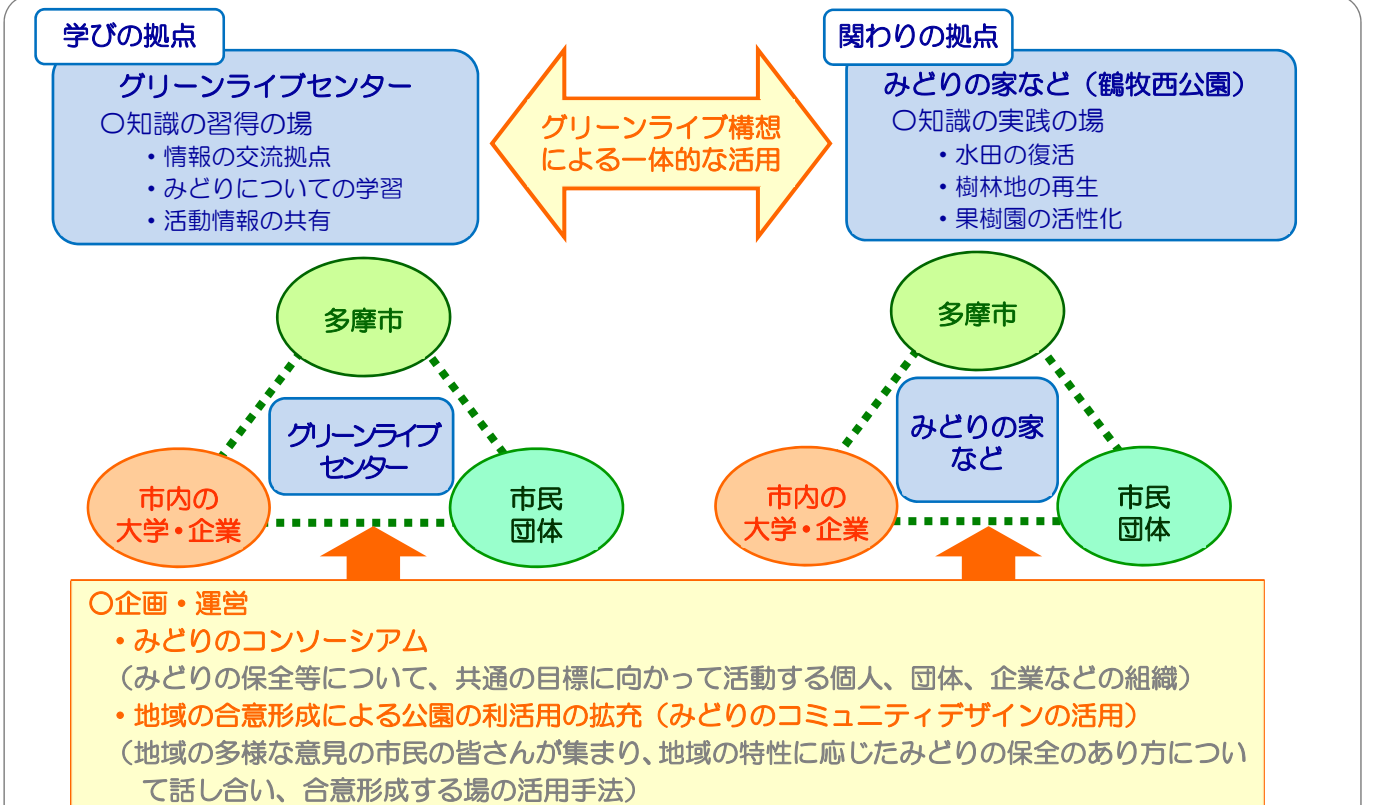 学びの拠点
グリーンライブセンター
〇知識の習得の場
・情報の交流拠点
・みどりについての学習
・活動情報の共有
グリーンライブ構想
による一体的な活用
関わりの拠点
みどりの家など（鶴牧西公園）
〇知識の実践の場
・水田の復活
・樹林地の再生
・果樹園の活性化
多摩市
グリーンライブ
センター
市内の
大学・企業
市民
団体
多摩市
みどりの家
など
市内の
大学・企業
市民
団体
〇企画・運営
・みどりのコンソーシアム
（みどりの保全等について、共通の目標に向かって活動する個人、団体、企業などの組織）
・地域の合意形成による公園の利活用の拡充（みどりのコミュニティデザインの活用）
（地域の多様な意見の市民の皆さんが集まり、地域の特性に応じたみどりの保全のあり方につい
て話し合い、合意形成する場の活用手法）